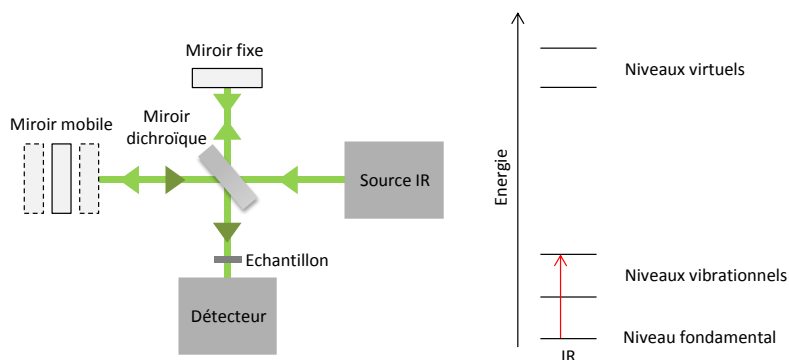 Miroir fixe
Miroir
dichroïque
Miroir mobile
Source IR
Echantillon
Détecteur
Energie
Niveaux virtuels
Niveaux vibrationnels
Niveau fondamental
IR